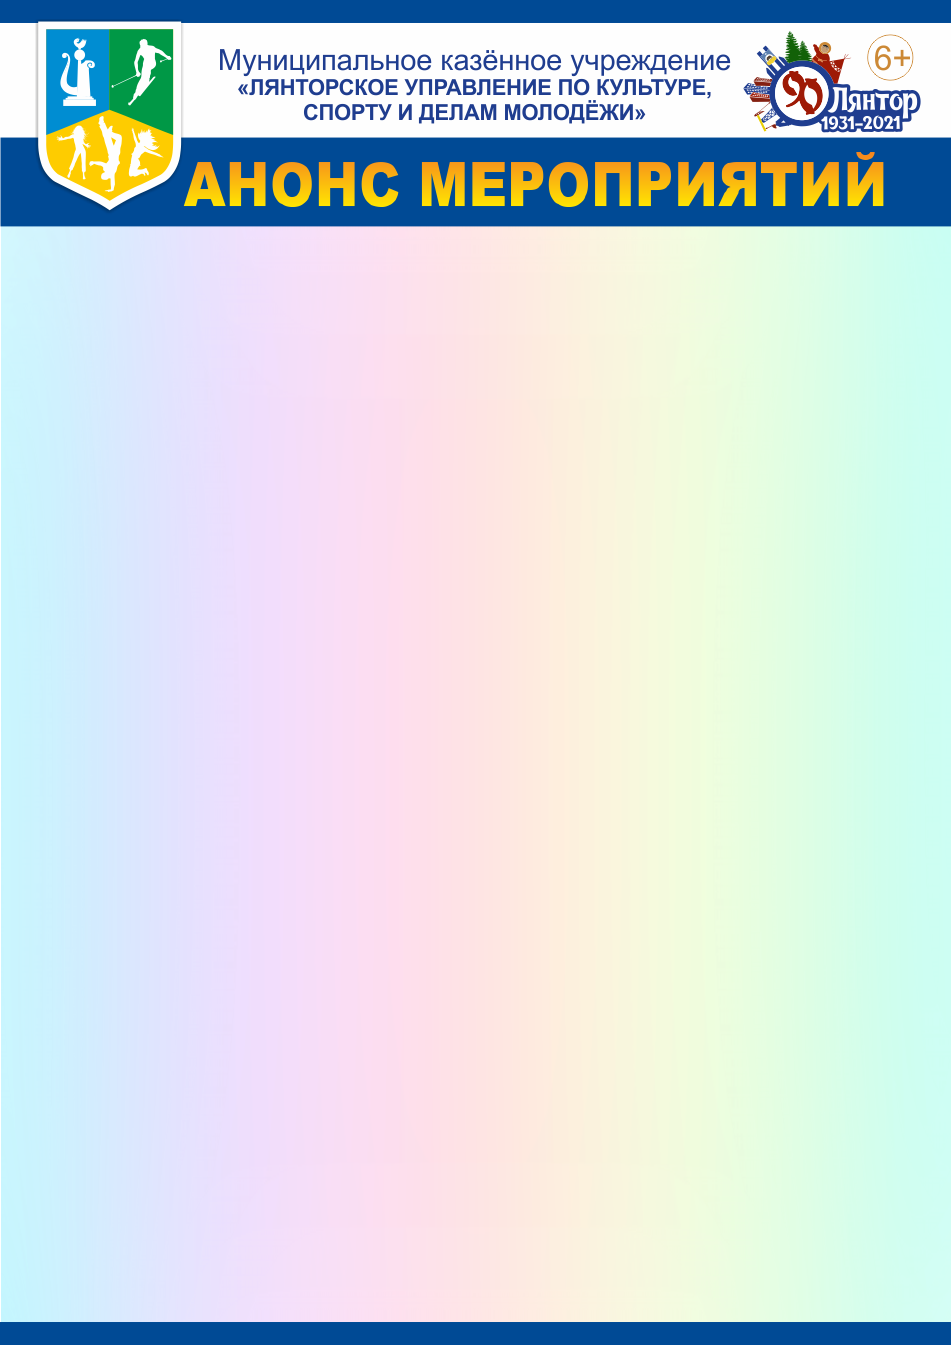 Муниципальное казённое учреждение
«ЛЯНТОРСКОЕ УПРАВЛЕНИЕ ПО КУЛЬТУРЕ,
СПОРТУ И ДЕЛАМ МОЛОДЁЖИ»
90 Лянтор
1931-2021
6+
АНОНС МЕРОПРИЯТИЙ